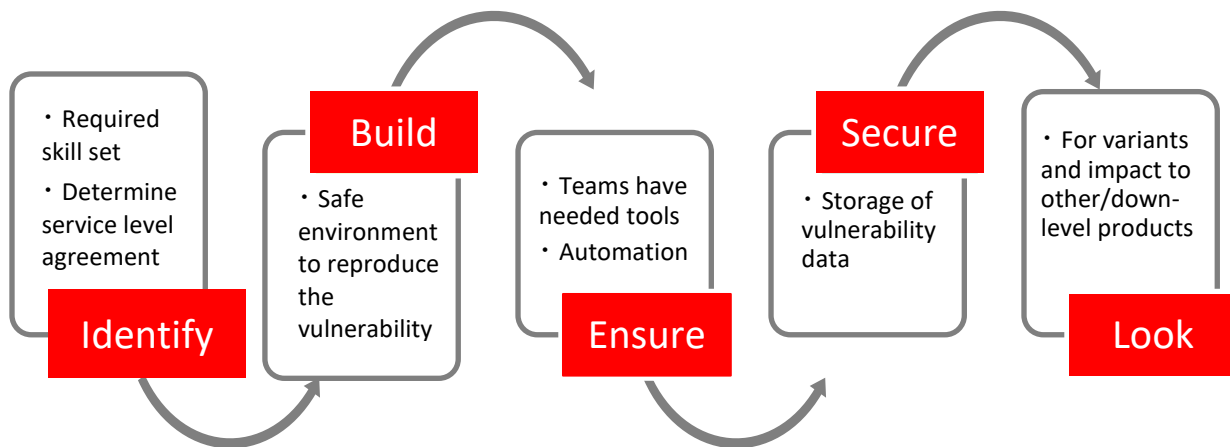 · Required
skill set
· Determine
service level
agreement
Identify
Build
· Safe
environment
to reproduce
the
vulnerability
· Teams have
needed tools
· Automation
Ensure
Secure
· Storage of
vulnerability
data
· For variants
and impact to
other/down-
level products
Look